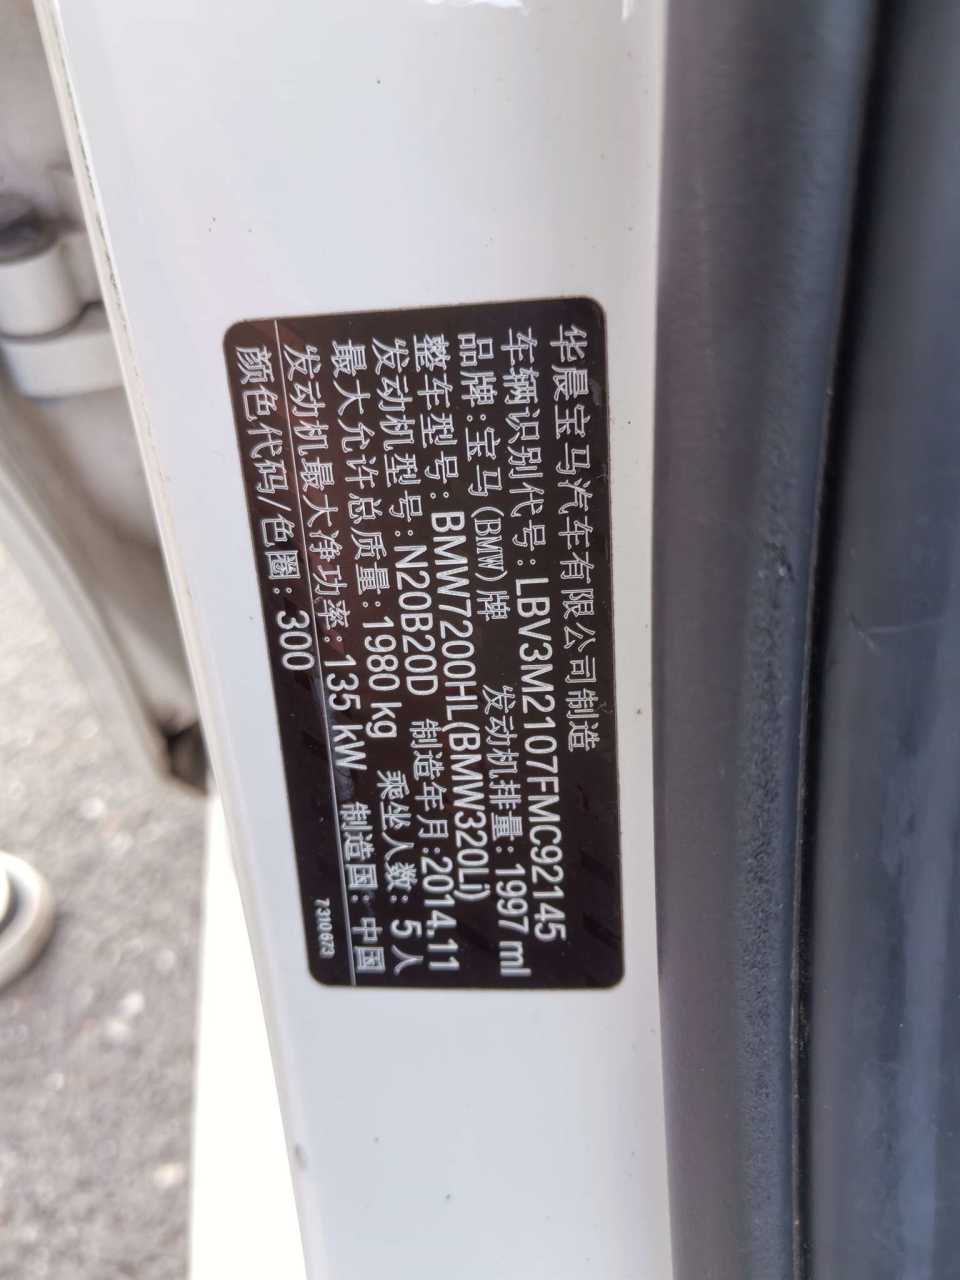 华晨宝马汽车有限公司制造
车辆识别代号:LBV3M2107FMC92145
品牌:宝马(BMW)牌 发动机排量:1997 ml
整车型号:BMW7200HL(BMW320Li)
发动机型号:N20B20D 制造年月:2014.11
最大允许总质量:1980 kg 乘坐人数:5人
发动机最大净功率:135 kW 制造国:中国
颜色代码/色圈:300
7310673